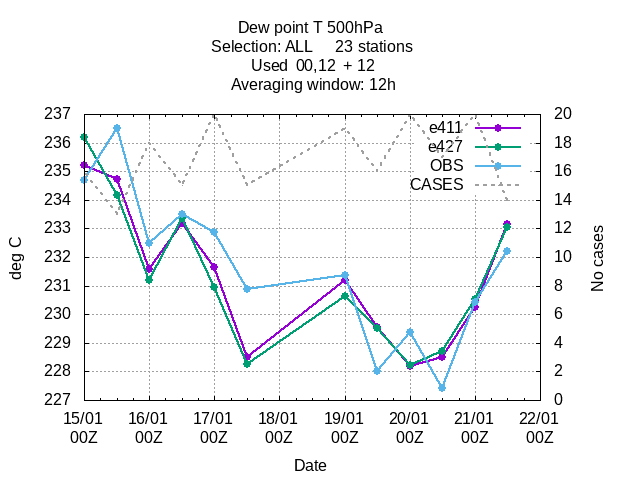 Dew point T 500hPa
Selection: ALL 23 stations
Used 00,12 + 12
Averaging window: 12h
237 20
236 e411 18
e427
235 OBS 16
234 CASES 14
233 12
232 10
231 8
230 6
229 4
228 2
227 0
deg C
No cases
15/01 16/01 17/01 18/01 19/01 20/01 21/01 22/01
00Z 00Z 00Z 00Z 00Z 00Z 00Z 00Z
Date